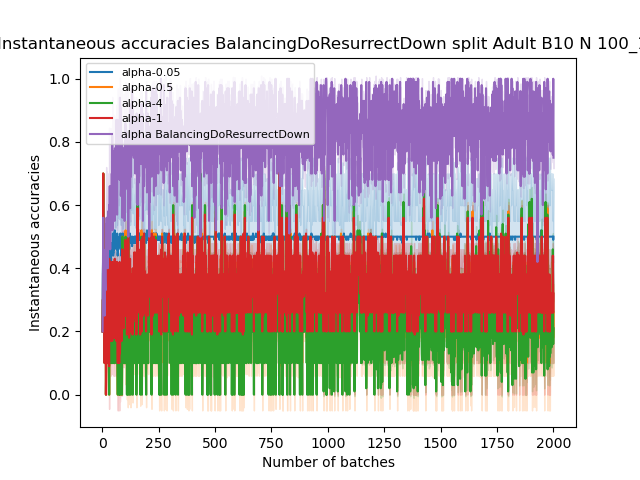 Instantaneous accuracies BalancingDoResurrectDown split Adult B10 N 100_
alpha-0.05
alpha-0.5
alpha-4
alpha-1
alpha BalancingDoResurrectDown
1.0
0.8
0.6
0.4
0.2
0.0
Instantaneous accuracies
0 250 500 750 1000 1250 1500 1750 2000
Number of batches